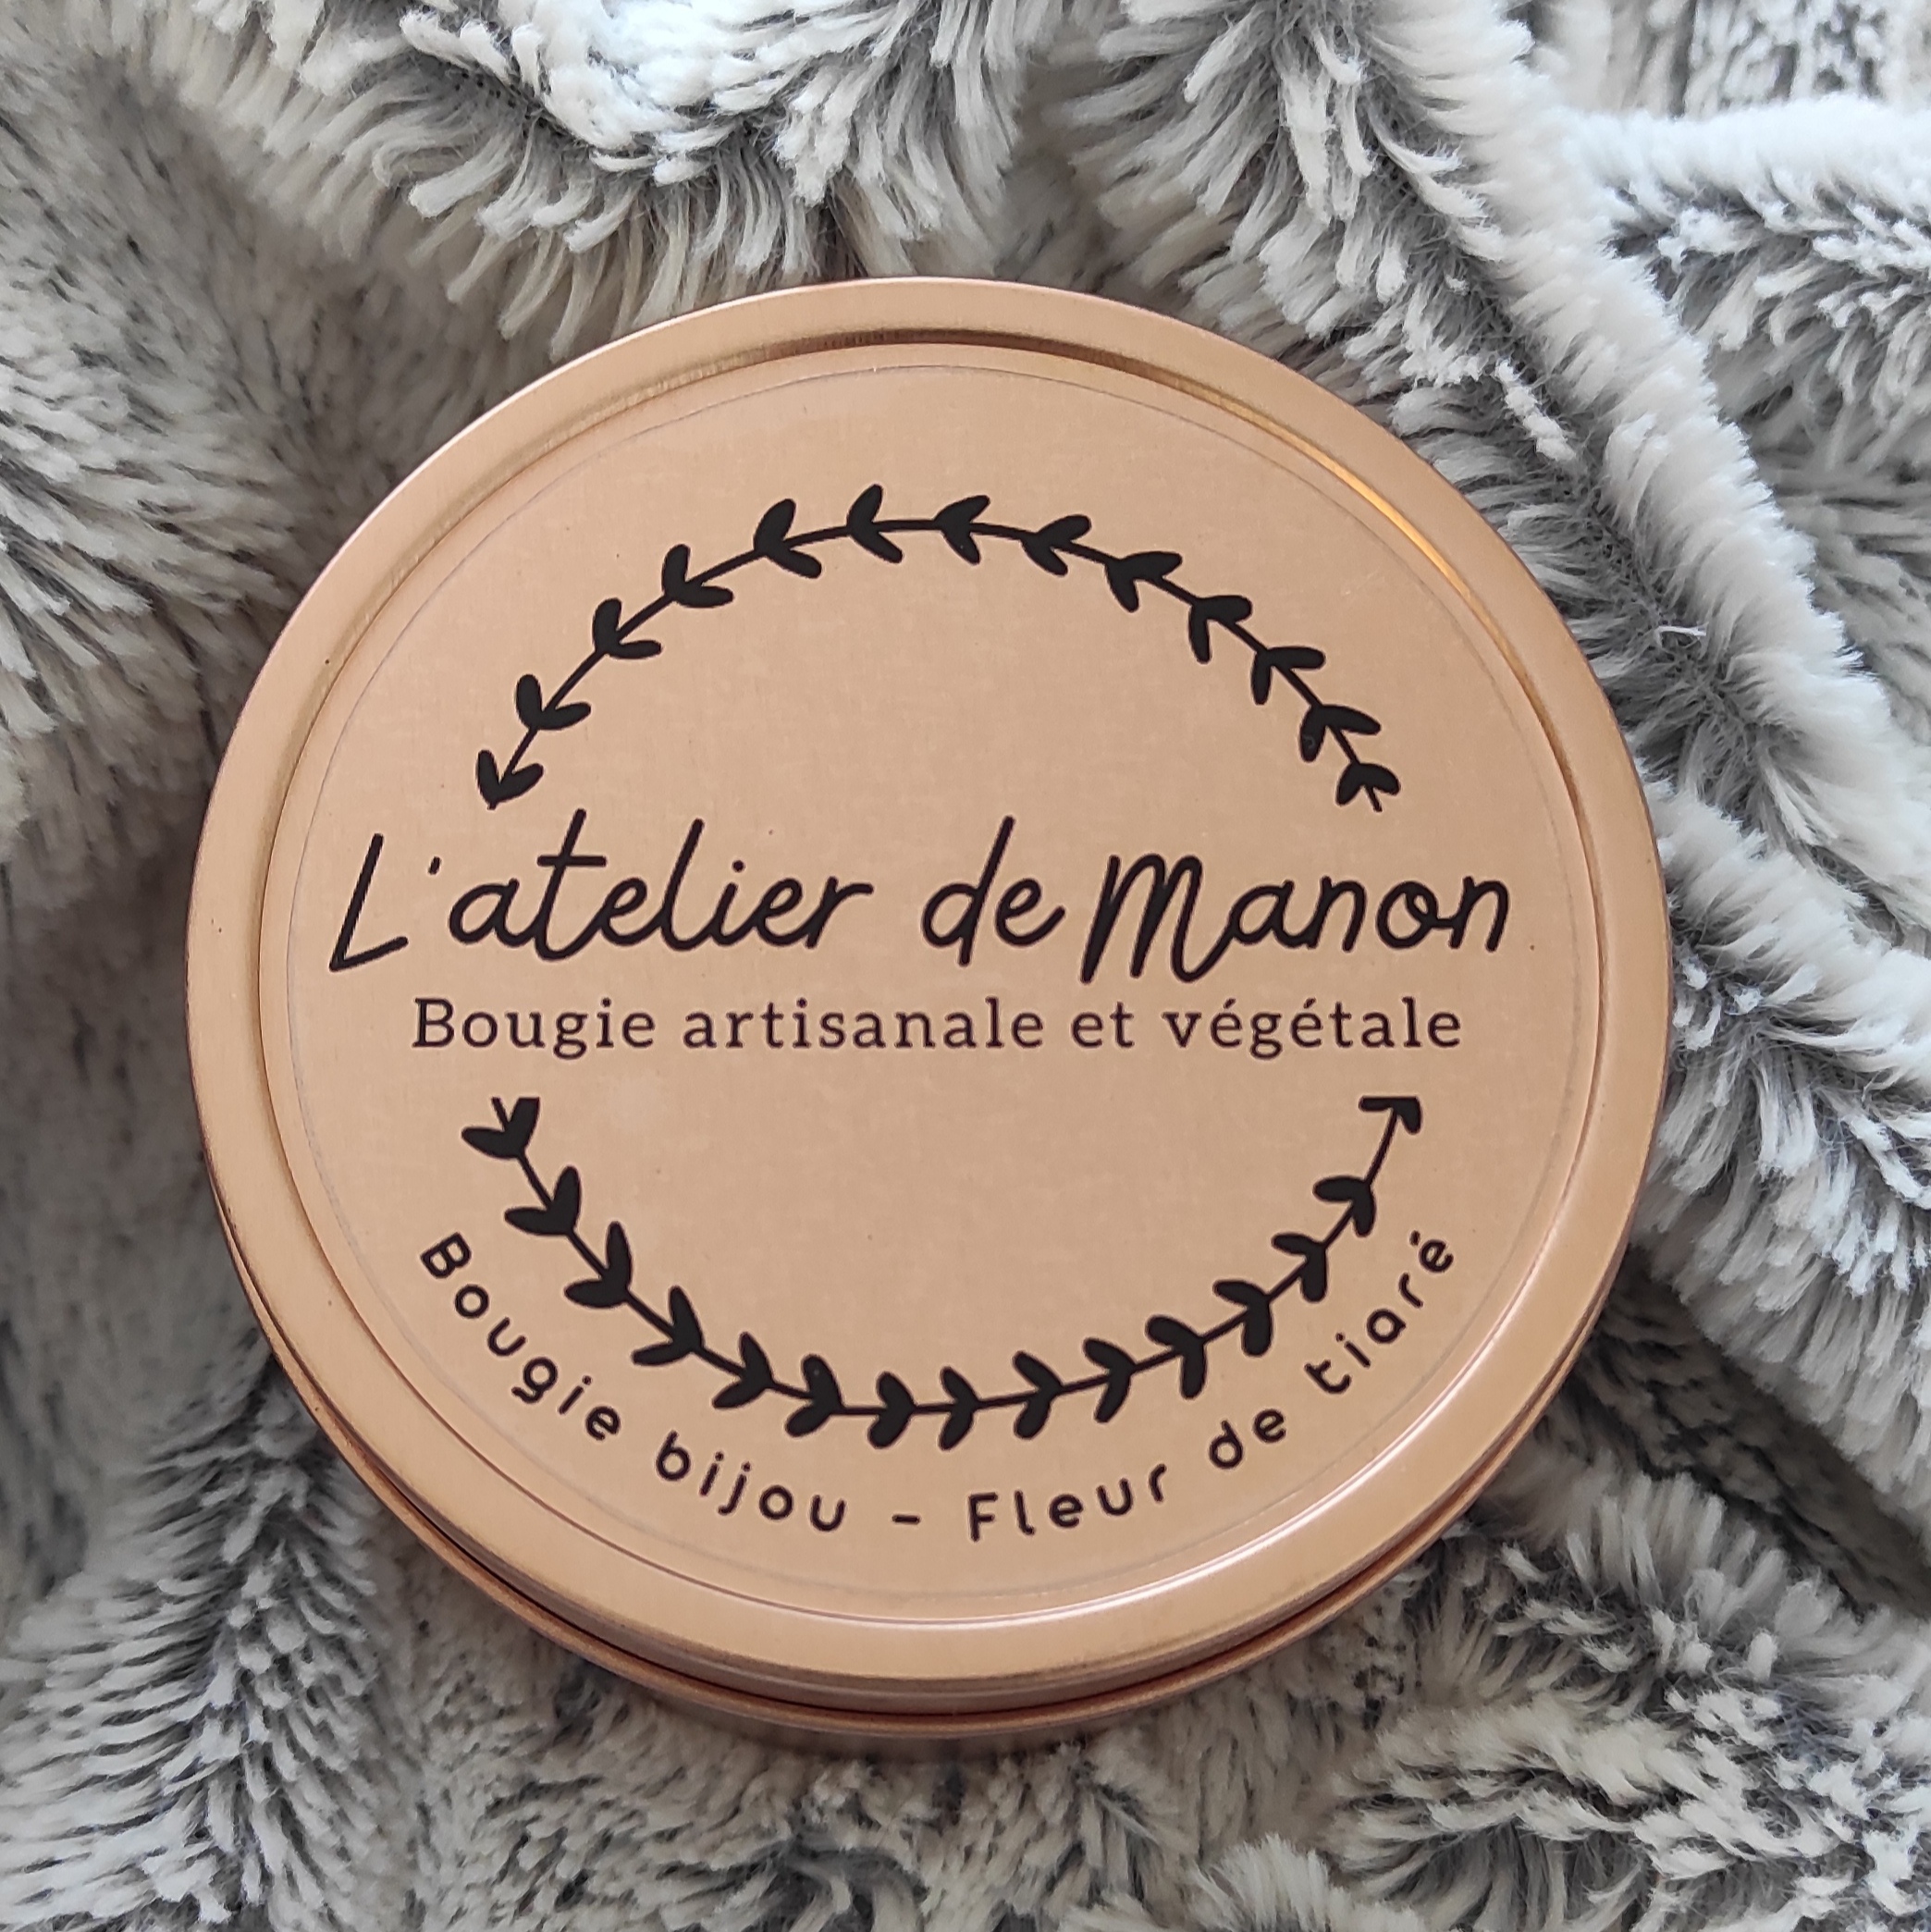 L'atelier de Manon
Bougie artisanale et végétale
Bougie bijou - Fleur de tiaré